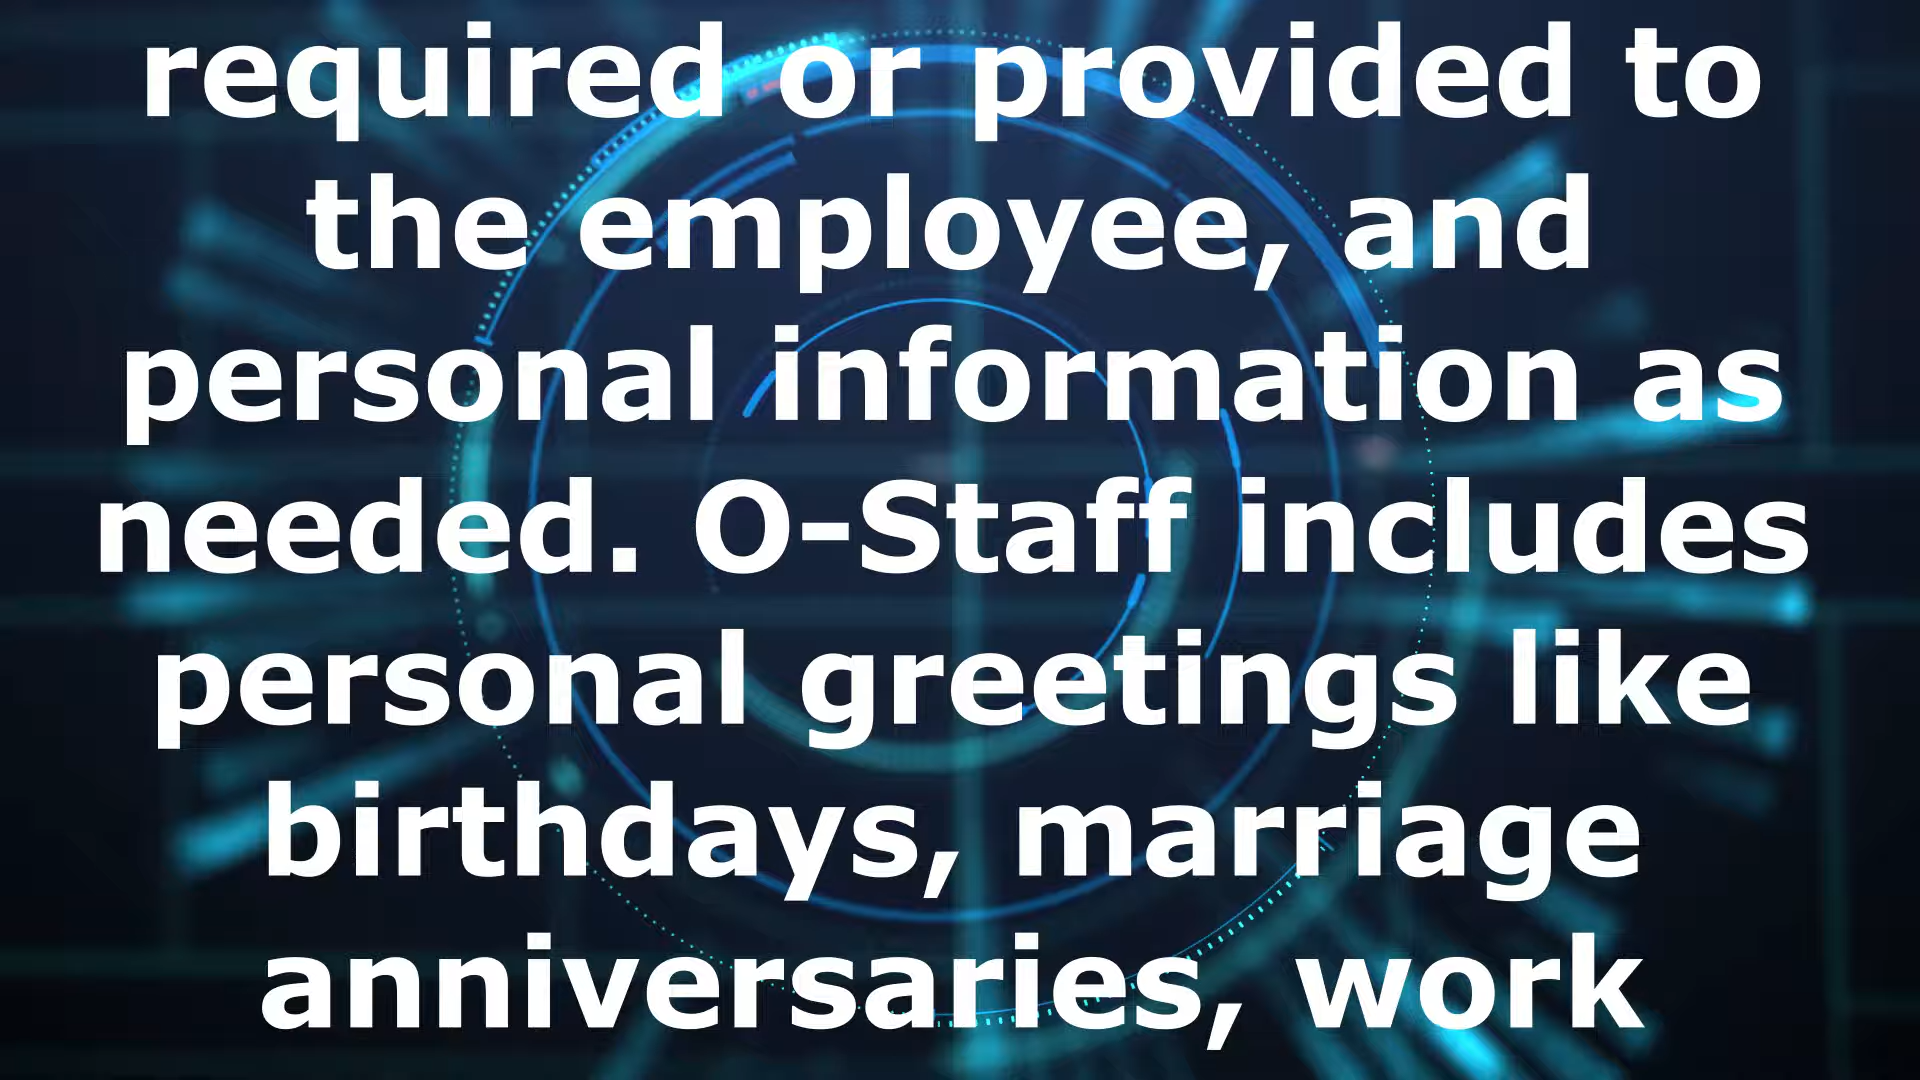 required or provided to
the employee, and
personal information as
needed. O-Staff includes
personal greetings like
birthdays, marriage
anniversaries, work